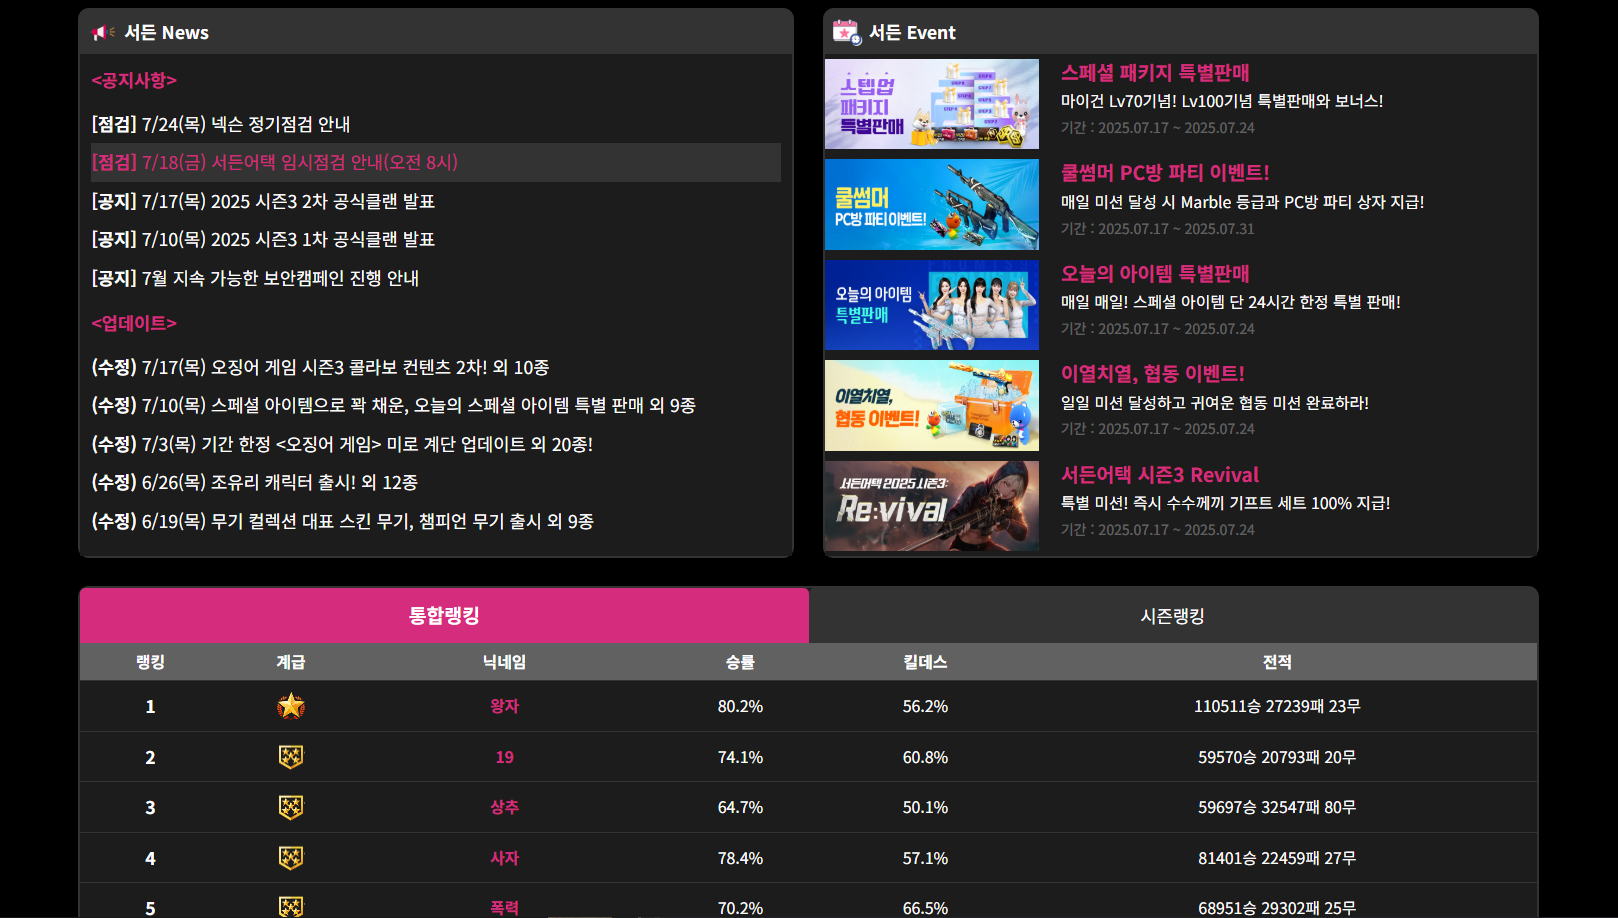 서든 News
<공지사항>
[점검] 7/24(목) 넥슨 정기점검 안내
[점검] 7/18(금) 서든어택 임시점검 안내(오전 8시)
[공지] 7/17(목) 2025 시즌3 2차 공식클랜 발표
[공지] 7/10(목) 2025 시즌3 1차 공식클랜 발표
[공지] 7월 지속 가능한 보안캠페인 진행 안내
<업데이트>
(수정) 7/17(목) 오징어 게임 시즌3 콜라보 컨텐츠 2차! 외 10종
(수정) 7/10(목) 스페셜 아이템으로 꽉 채운, 오늘의 스페셜 아이템 특별 판매 외 9종
(수정) 7/3(목) 기간 한정 <오징어 게임> 미로 계단 업데이트 외 20종!
(수정) 6/26(목) 조유리 캐릭터 출시! 외 12종
(수정) 6/19(목) 무기 컬렉션 대표 스킨 무기, 챔피언 무기 출시 외 9종
서든 Event
스텝업
패키지
특별판매
스페셜 패키지 특별판매
마이건 Lv70기념! Lv100기념 특별판매와 보너스!
기간 : 2025.07.17 ~ 2025.07.24
쿨썸머
PC방 파티 이벤트!
쿨썸머 PC방 파티 이벤트!
매일 미션 달성 시 Marble 등급과 PC방 파티 상자 지급!
기간 : 2025.07.17 ~ 2025.07.31
오늘의 아이템
특별판매
오늘의 아이템 특별판매
매일 매일! 스페셜 아이템 단 24시간 한정 특별 판매!
기간 : 2025.07.17 ~ 2025.07.24
이열치열,
협동 이벤트!
이열치열, 협동 이벤트!
일일 미션 달성하고 귀여운 협동 미션 완료하라!
기간 : 2025.07.17 ~ 2025.07.24
서든어택 2025 시즌3:
Re:vival
서든어택 시즌3 Revival
특별 미션! 즉시 수수께끼 기프트 세트 100% 지급!
기간 : 2025.07.17 ~ 2025.07.24
통합랭킹 시즌랭킹
랭킹 계급 닉네임 승률 킬데스 전적
1 왕자 80.2% 56.2% 110511승 27239패 23무
2 19 74.1% 60.8% 59570승 20793패 20무
3 상추 64.7% 50.1% 59697승 32547패 80무
4 사자 78.4% 57.1% 81401승 22459패 27무
5 폭력 70.2% 66.5% 68951승 29302패 25무